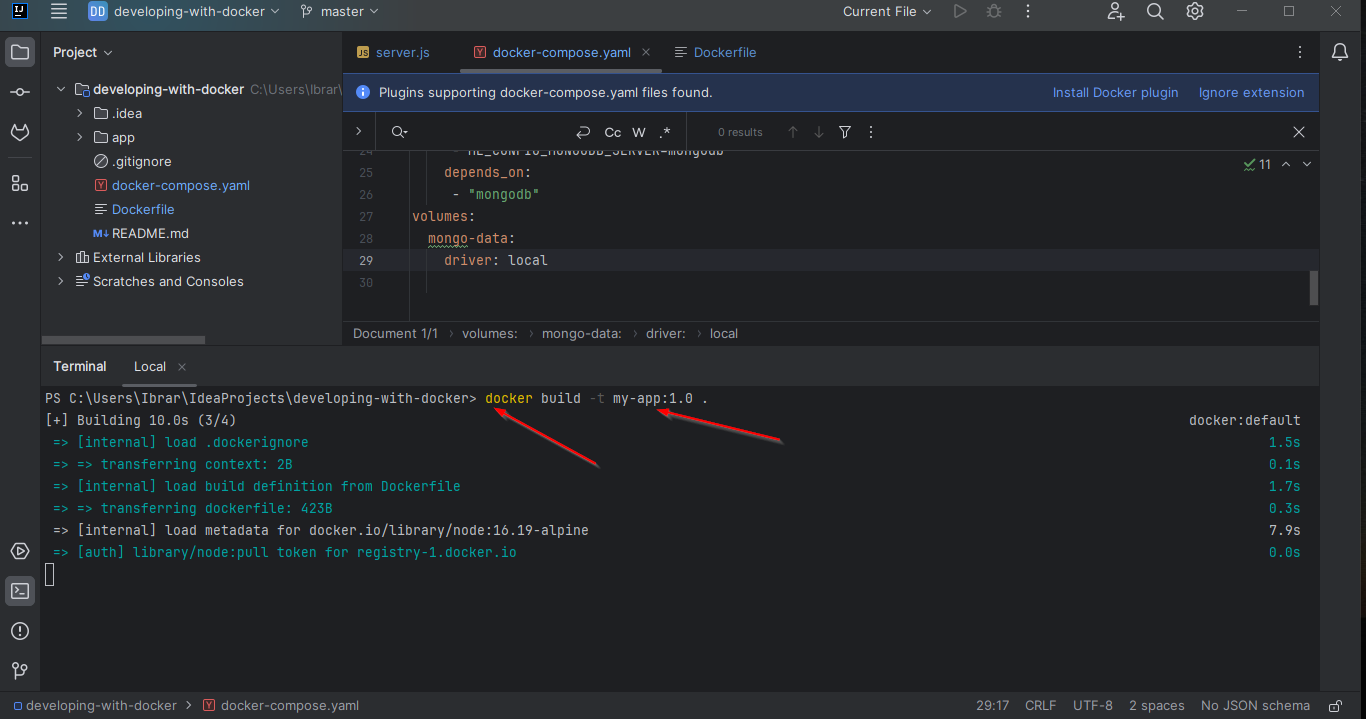 DD developing-with-docker master Current File
Project
server.js docker-compose.yaml Dockerfile
developing-with-docker C:\Users\Ibrar\
.idea
app
.gitignore
docker-compose.yaml
Dockerfile
M↓ README.md
External Libraries
Scratches and Consoles
Plugins supporting docker-compose.yaml files found. Install Docker plugin Ignore extension
Cc W .* 0 results
24 - ME_CONFIG_MONGODB_SERVER=mongodb
25 depends_on:
26 - "mongodb"
27 volumes:
28 mongo-data:
29 driver: local
30
11
Document 1/1 › volumes: › mongo-data: › driver: › local
Terminal Local
PS C:\Users\Ibrar\IdeaProjects\developing-with-docker> docker build -t my-app:1.0 .
[+] Building 10.0s (3/4) docker:default
=> [internal] load .dockerignore 1.5s
=> => transferring context: 2B 0.1s
=> [internal] load build definition from Dockerfile 1.7s
=> => transferring dockerfile: 423B 0.3s
=> [internal] load metadata for docker.io/library/node:16.19-alpine 7.9s
=> [auth] library/node:pull token for registry-1.docker.io 0.0s
developing-with-docker › docker-compose.yaml 29:17 CRLF UTF-8 2 spaces No JSON schema